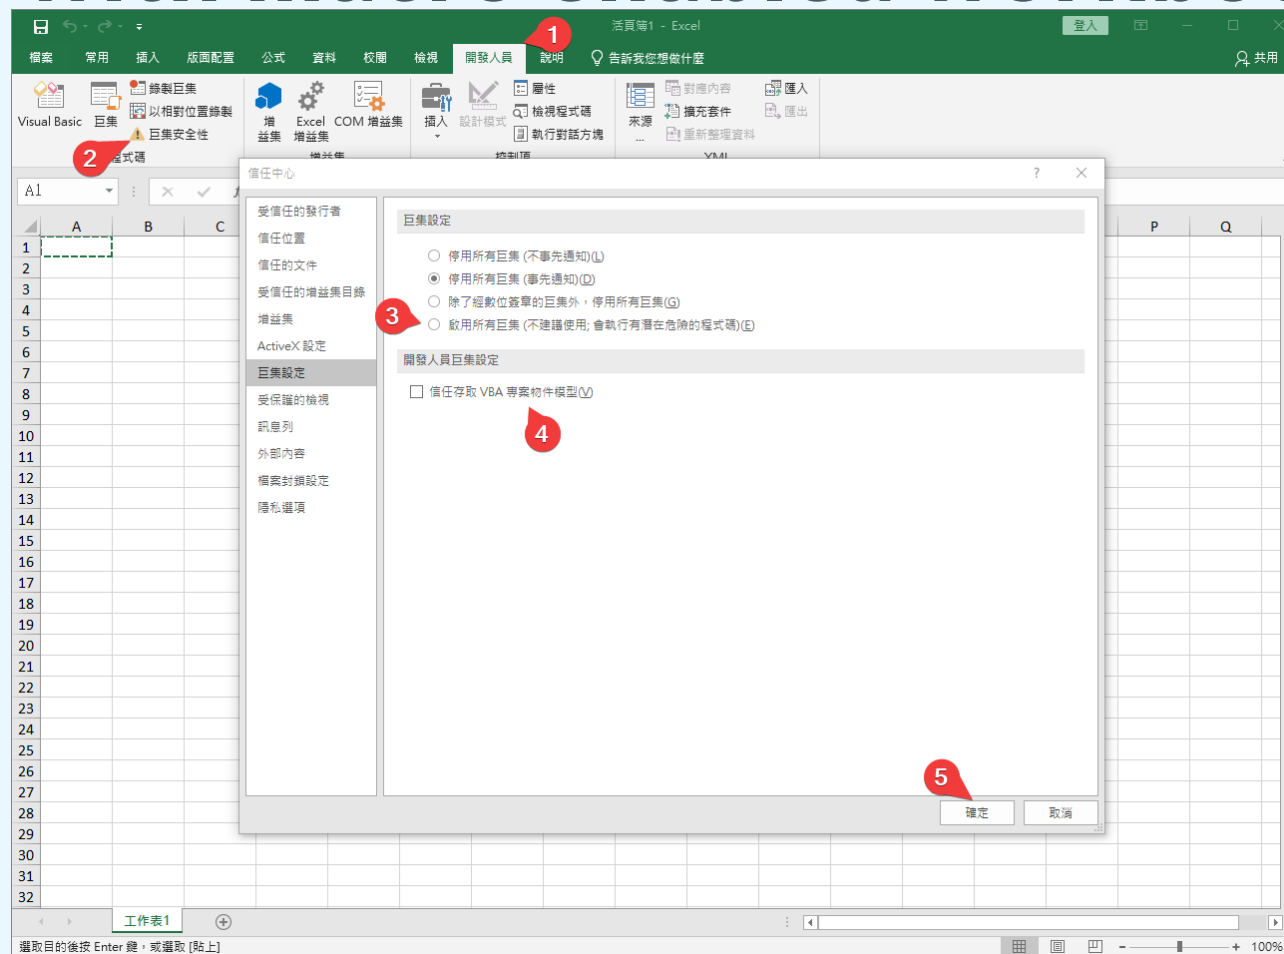 活頁簿1 - Excel
登入
檔案 常用 插入 版面配置 公式 資料 校閱 檢視 開發人員 說明 告訴我您想做什麼 共用
1
Visual Basic
巨集
錄製巨集
以相對位置錄製
巨集安全性
2
程式碼
增
益集
Excel
增益集
COM 增益集
增益集
插入
設計模式
屬性
檢視程式碼
執行對話方塊
控制項
來源
...
對應內容
擴充套件
重新整理資料
匯入
匯出
XML
A1
信任中心
?
受信任的發行者
信任位置
信任的文件
受信任的增益集目錄
增益集
ActiveX 設定
巨集設定
受保護的檢視
訊息列
外部內容
檔案封鎖設定
隱私選項
巨集設定
停用所有巨集 (不事先通知)(L)
停用所有巨集 (事先通知)(D)
除了經數位簽章的巨集外,停用所有巨集(G)
3
啟用所有巨集 (不建議使用; 會執行有潛在危險的程式碼)(E)
開發人員巨集設定
信任存取 VBA 專案物件模型(V)
4
5
確定 取消
A B C P Q
1
2
3
4
5
6
7
8
9
10
11
12
13
14
15
16
17
18
19
20
21
22
23
24
25
26
27
28
29
30
31
32
工作表1
選取目的後按 Enter 鍵,或選取 [貼上]
100%